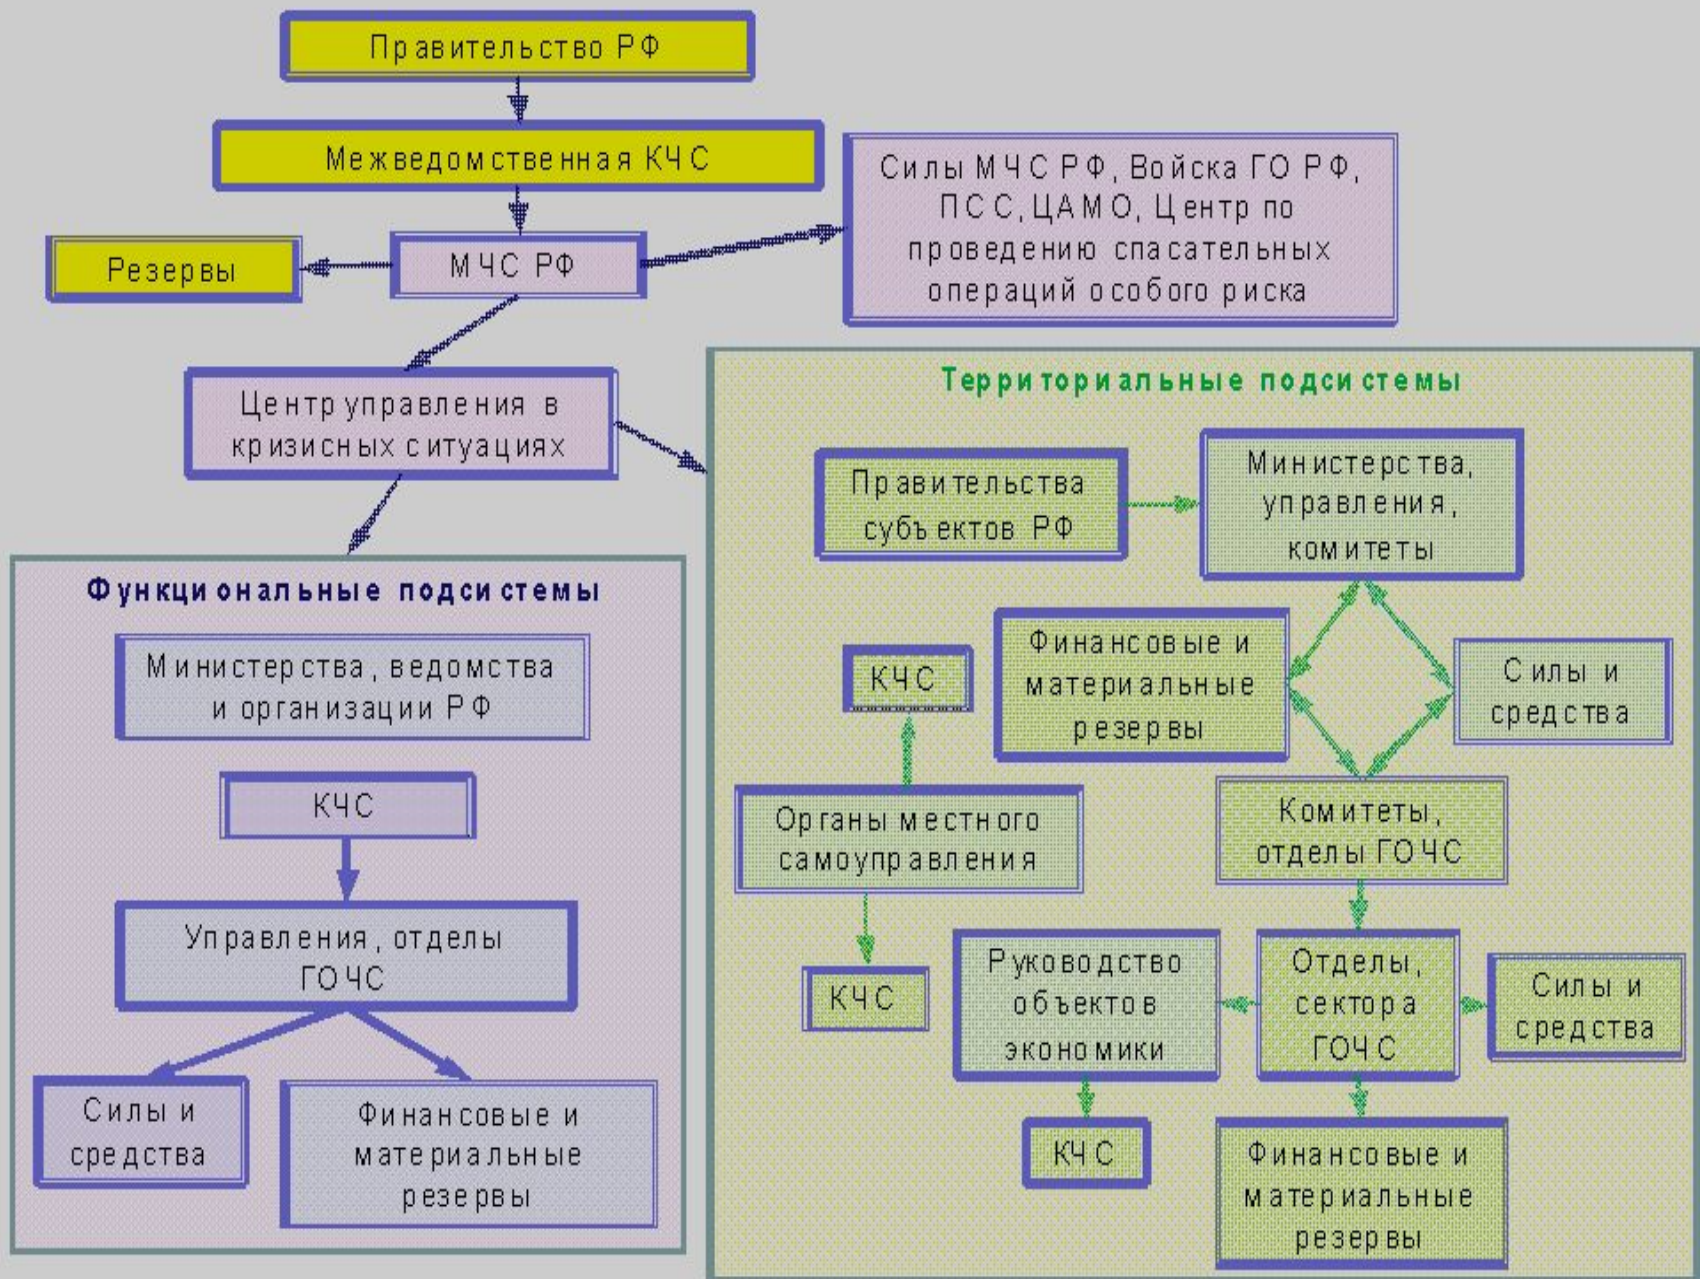 Правительство РФ
Межведомственная КЧС
Силы МЧС РФ, Войска ГО РФ,
ПСС, ЦАМО, Центр по
проведению спасательных
операций особого риска
Резервы
МЧС РФ
Центр управления в
кризисных ситуациях
Функциональные подсистемы
Министерства, ведомства
и организации РФ
КЧС
Управления, отделы
ГОЧС
Силы и
средства
Финансовые и
материальные
резервы
Территориальные подсистемы
Правительства
субъектов РФ
Министерства,
управления,
комитеты
КЧС
Финансовые и
материальные
резервы
Силы и
средства
Органы местного
самоуправления
Комитеты,
отделы ГОЧС
КЧС
Руководство
объектов
экономики
Отделы,
сектора
ГОЧС
Силы и
средства
КЧС
Финансовые и
материальные
резервы